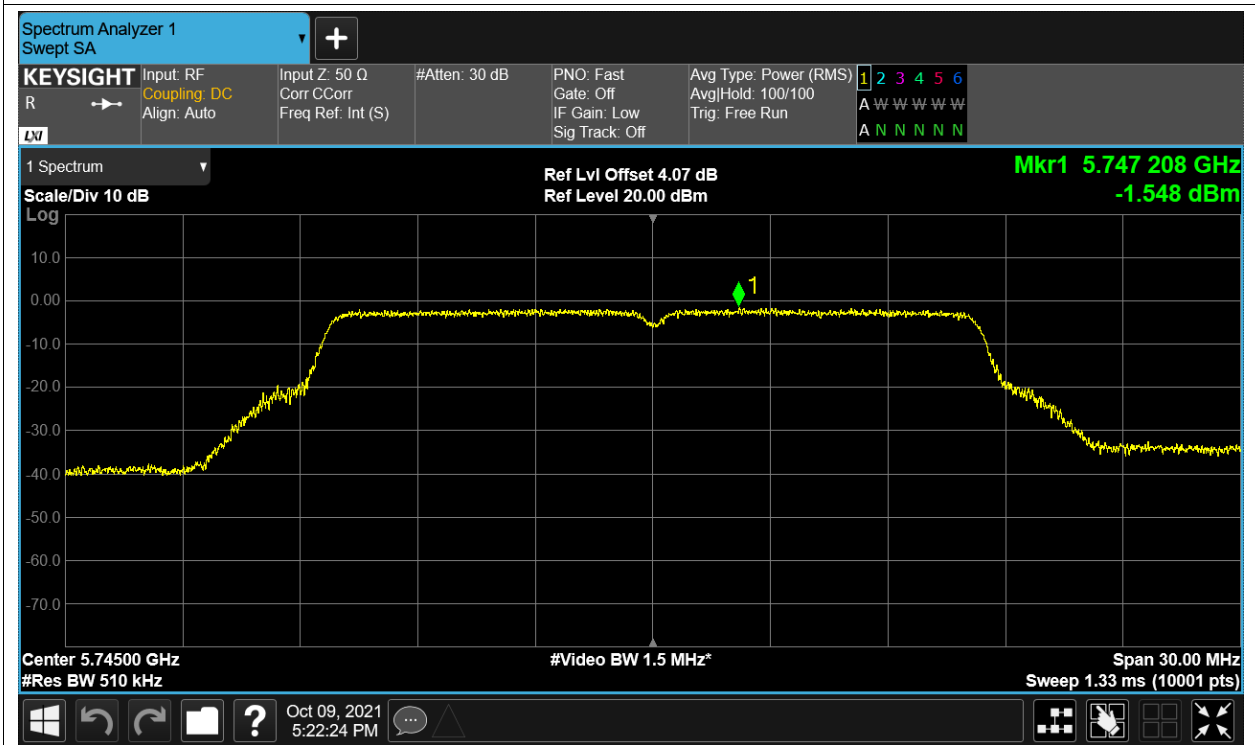 Spectrum Analyzer 1
Swept SA
+
KEYSIGHT
R
LXI
Input: RF
Coupling: DC
Align: Auto
Input Z: 50 Ω
Corr CCorr
Freq Ref: Int (S)
#Atten: 30 dB
PNO: Fast
Gate: Off
IF Gain: Low
Sig Track: Off
Avg Type: Power (RMS)
Avg|Hold: 100/100
Trig: Free Run
1 2 3 4 5 6
A W W W W W
A N N N N N
1 Spectrum
Scale/Div 10 dB
Log
Ref Lvl Offset 4.07 dB
Ref Level 20.00 dBm
Mkr1 5.747 208 GHz
-1.548 dBm
10.0
0.00
-10.0
-20.0
-30.0
-40.0
-50.0
-60.0
-70.0
1
Center 5.74500 GHz
#Res BW 510 kHz
#Video BW 1.5 MHz*
Span 30.00 MHz
Sweep 1.33 ms (10001 pts)
?
Oct 09, 2021
5:22:24 PM